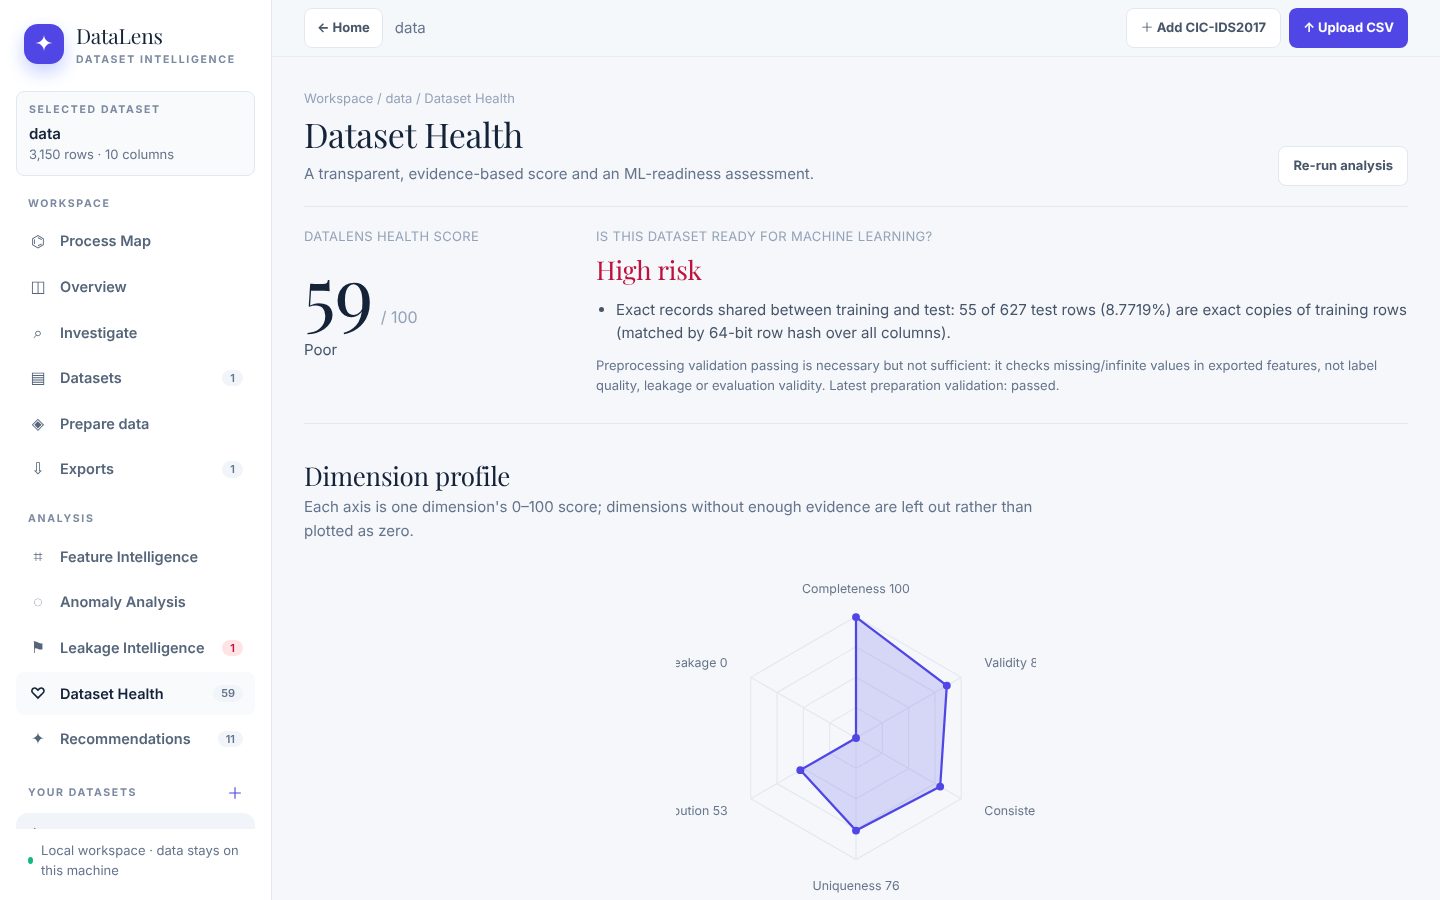 DataLens
DATASET INTELLIGENCE
SELECTED DATASET
data
3,150 rows · 10 columns
WORKSPACE
Process Map
Overview
Investigate
Datasets 1
Prepare data
Exports 1
ANALYSIS
Feature Intelligence
Anomaly Analysis
Leakage Intelligence 1
Dataset Health 59
Recommendations 11
YOUR DATASETS +
Local workspace · data stays on
this machine
← Home data
+ Add CIC-IDS2017
↑ Upload CSV
Workspace / data / Dataset Health
Dataset Health
A transparent, evidence-based score and an ML-readiness assessment.
Re-run analysis
DATALENS HEALTH SCORE
59 / 100
Poor
IS THIS DATASET READY FOR MACHINE LEARNING?
High risk
• Exact records shared between training and test: 55 of 627 test rows (8.7719%) are exact copies of training rows
(matched by 64-bit row hash over all columns).
Preprocessing validation passing is necessary but not sufficient: it checks missing/infinite values in exported features, not label
quality, leakage or evaluation validity. Latest preparation validation: passed.
Dimension profile
Each axis is one dimension's 0–100 score; dimensions without enough evidence are left out rather than
plotted as zero.
Completeness 100
eakage 0
Validity 8
bution 53
Consiste
Uniqueness 76